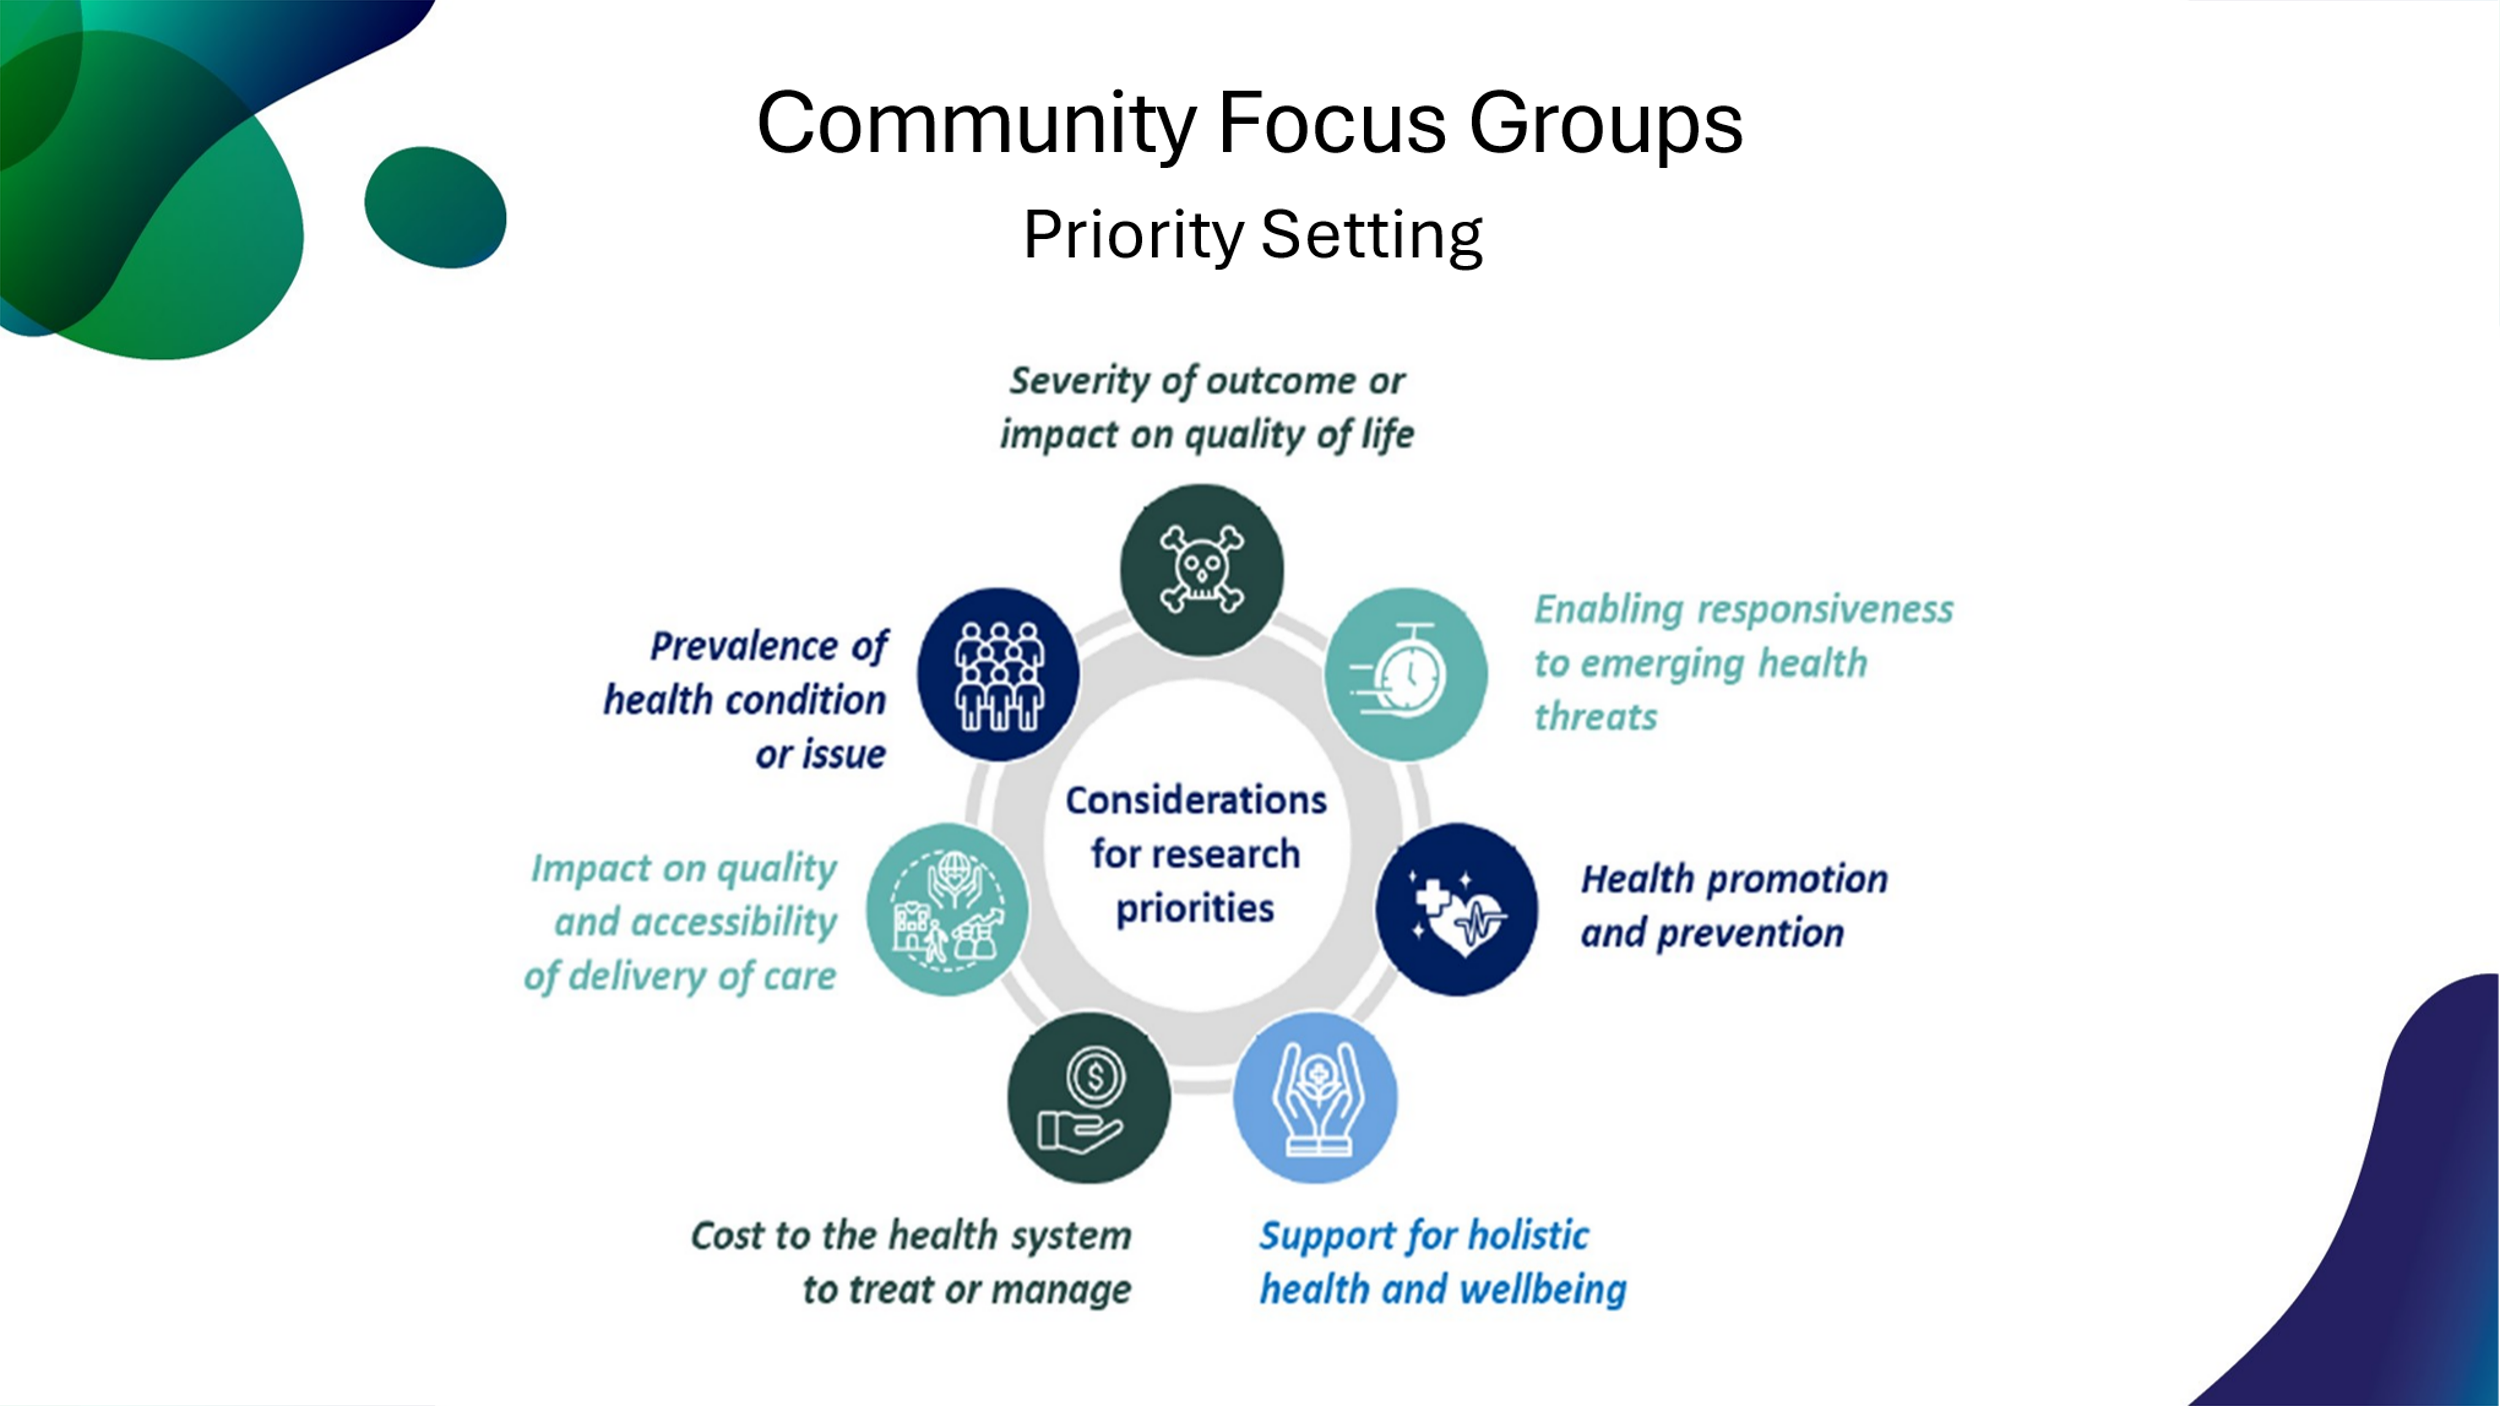 Community Focus Groups
Priority Setting
Severity of outcome or
impact on quality of life
Enabling responsiveness
to emerging health
threats
Prevalence of
health condition
or issue
Considerations
for research
priorities
Impact on quality
and accessibility
of delivery of care
Health promotion
and prevention
$
Cost to the health system
to treat or manage
Support for holistic
health and wellbeing